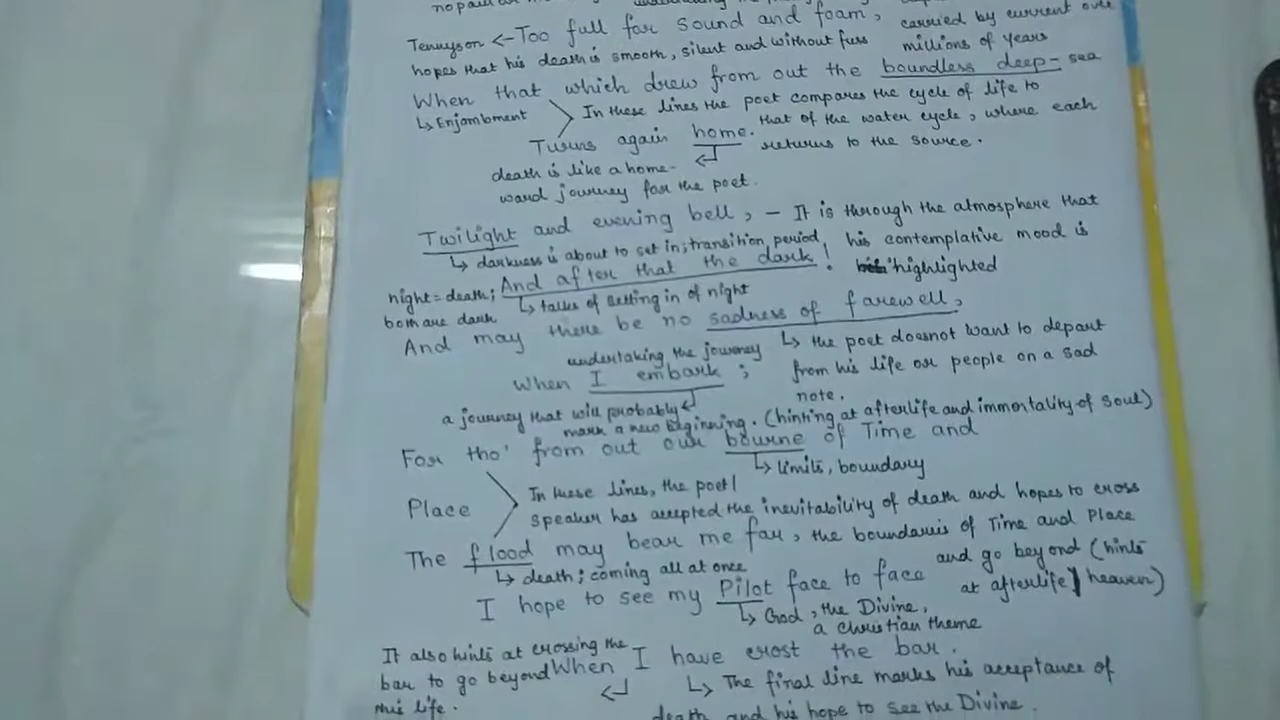 Too full for sound and foam, carried by current over
Tennyson ← hopes that his death is smooth, silent and without fuss millions of years
When that which drew from out the boundless deep - sea
↳ Enjambment In these lines the poet compares the cycle of life to
that of the water cycle, where each
Turns again home. returns to the source.
death is like a home-
ward journey for the poet.
Twilight and evening bell, - It is through the atmosphere that
↳ darkness is about to set in; transition period his contemplative mood is
And after that the dark! highlighted
night = death; ↳ talks of setting in of night
both are dark
And may there be no sadness of farewell,
undertaking the journey ↳ the poet doesnot want to depart
When I embark; from his life or people on a sad
note.
a journey that will probably
mark a new beginning. (hinting at afterlife and immortality of soul)
For tho' from out our bourne of Time and
↳ limits, boundary
Place In these lines, the poet/
speaker has accepted the inevitability of death and hopes to cross
The flood may bear me far, the boundaries of Time and Place
↳ death; coming all at once and go beyond (hints
I hope to see my Pilot face to face at afterlife/heaven)
↳ God, the Divine,
a Christian theme
It also hints at crossing the
bar to go beyond When I have crost the bar.
this life. ↳ The final line marks his acceptance of
death and his hope to see the Divine.